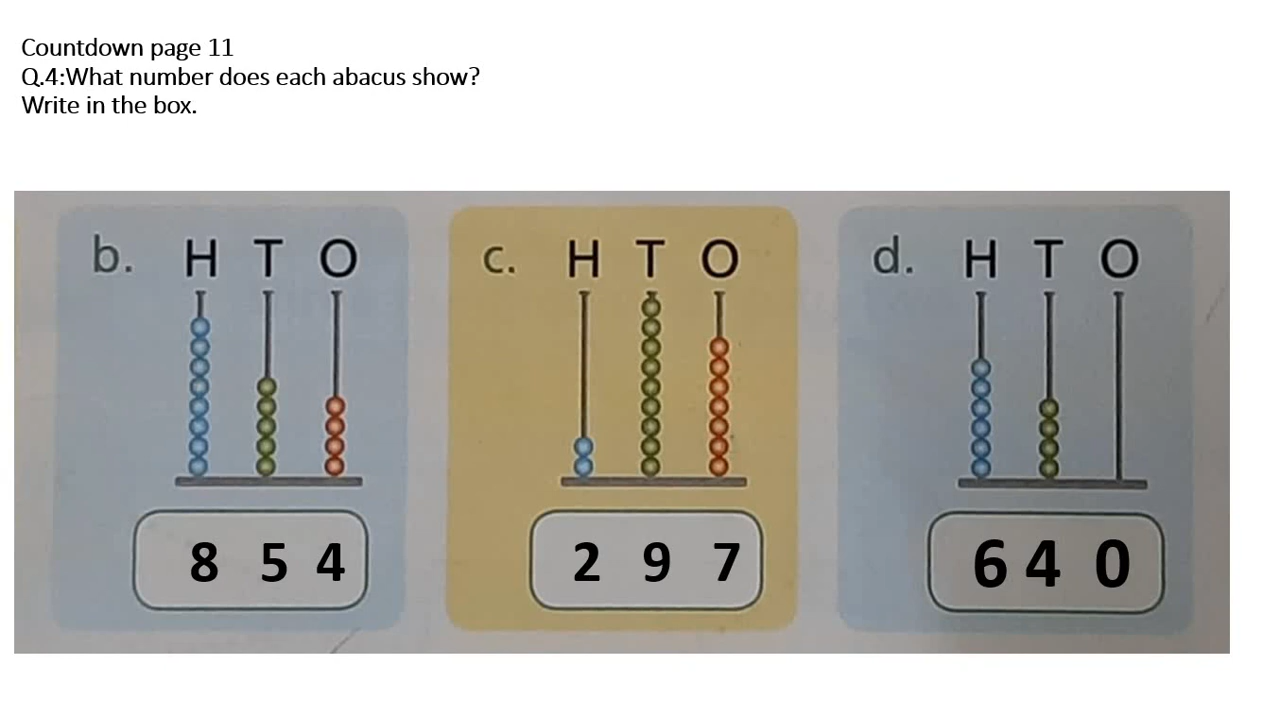 Countdown page 11
Q.4:What number does each abacus show?
Write in the box.
b. H T O
c. H T O
d. H T O
8 5 4
2 9 7
6 4 0